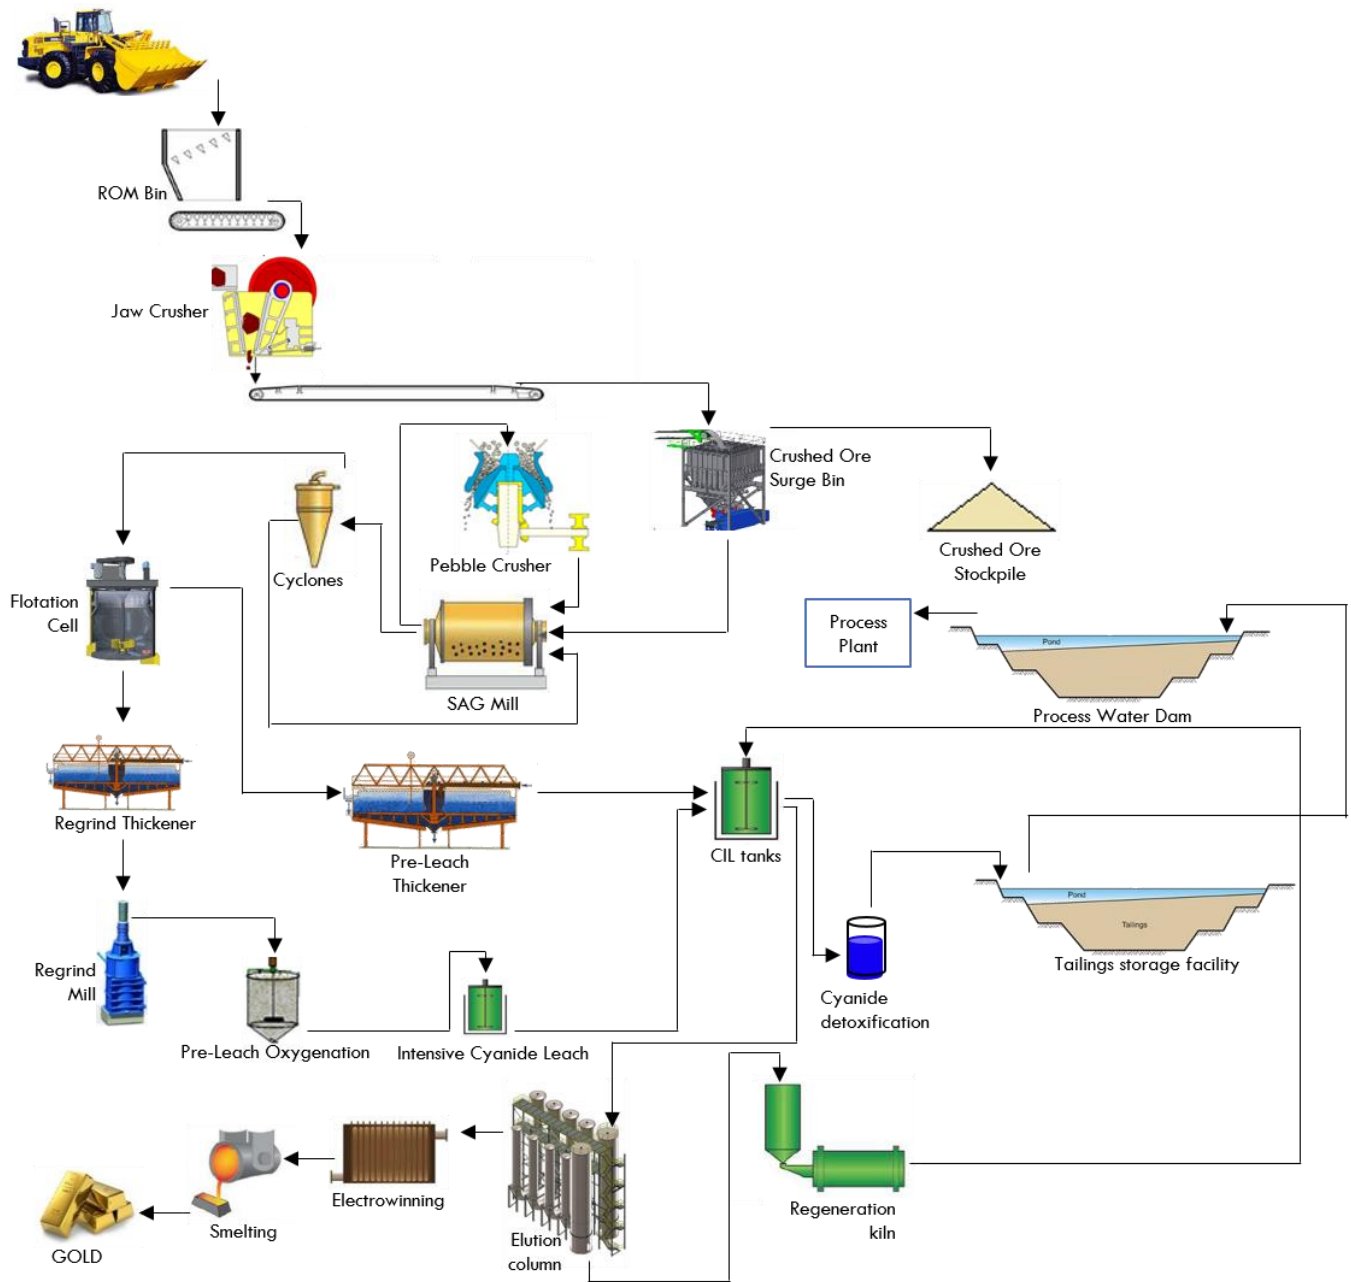 ROM Bin
Jaw Crusher
Crushed Ore
Surge Bin
Pebble Crusher
Cyclones
Crushed Ore
Stockpile
Flotation
Cell
SAG Mill
Process
Plant
Pond
Process Water Dam
Regrind Thickener
Pre-Leach
Thickener
CIL tanks
Pond
Tailings
Tailings storage facility
Regrind
Mill
Cyanide
detoxification
Pre-Leach Oxygenation
Intensive Cyanide Leach
Electrowinning
Regeneration
kiln
Smelting
Elution
column
GOLD